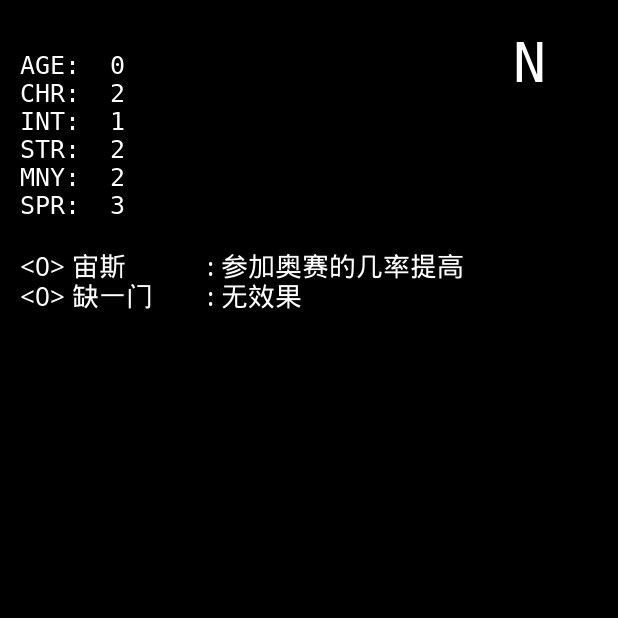 N
AGE: 0
CHR: 2
INT: 1
STR: 2
MNY: 2
SPR: 3
<O> 宙斯 : 参加奥赛的几率提高
<O> 缺一门 : 无效果